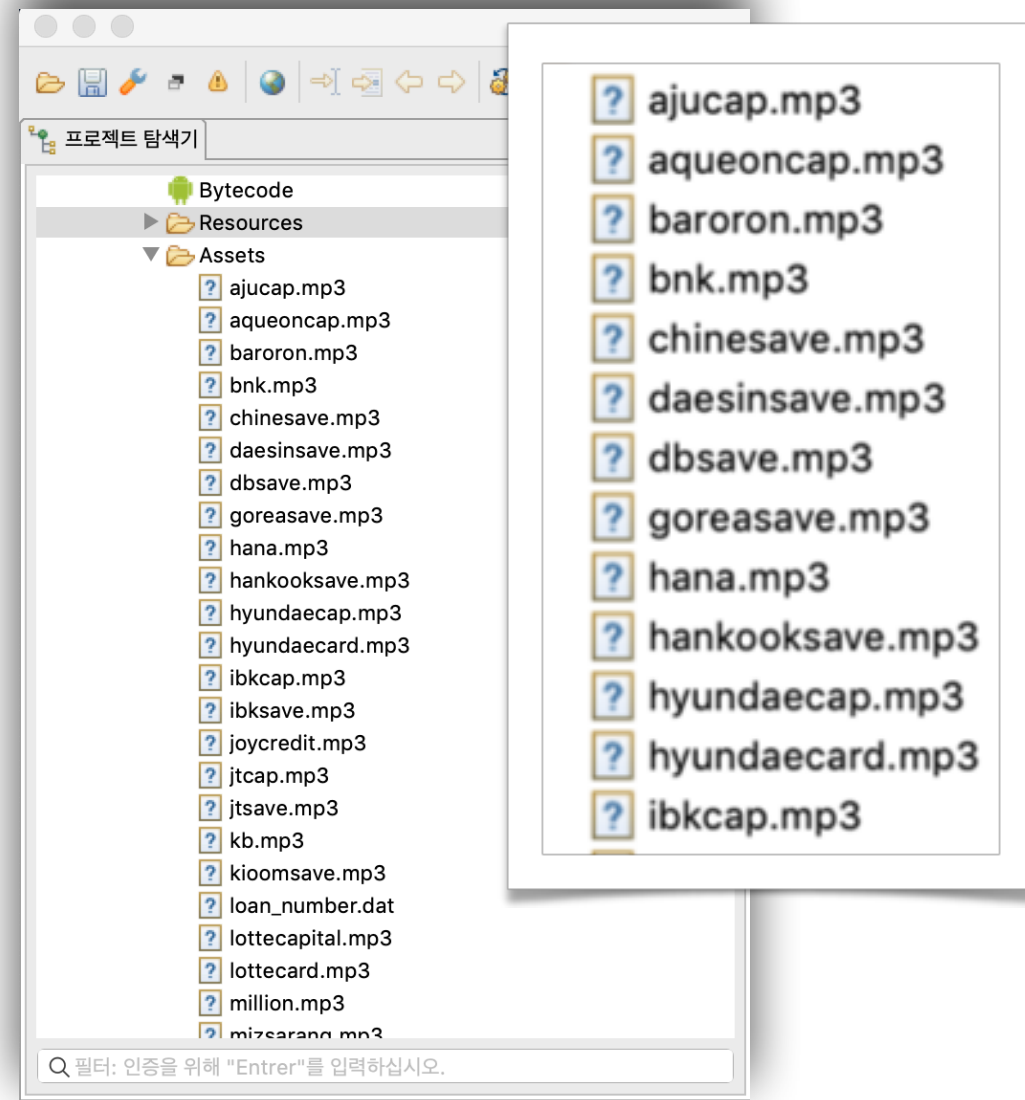 프로젝트 탐색기
Bytecode
Resources
Assets
ajucap.mp3
aqueoncap.mp3
baroron.mp3
bnk.mp3
chinesave.mp3
daesinsave.mp3
dbsave.mp3
goreasave.mp3
hana.mp3
hankooksave.mp3
hyundaecap.mp3
hyundaecard.mp3
ibkcap.mp3
ibksave.mp3
joycredit.mp3
jtcap.mp3
jtsave.mp3
kb.mp3
kioomsave.mp3
loan_number.dat
lottecapital.mp3
lottecard.mp3
million.mp3
mizsarang.mp3
필터: 인증을 위해 "Entrer"를 입력하십시오.
ajucap.mp3
aqueoncap.mp3
baroron.mp3
bnk.mp3
chinesave.mp3
daesinsave.mp3
dbsave.mp3
goreasave.mp3
hana.mp3
hankooksave.mp3
hyundaecap.mp3
hyundaecard.mp3
ibkcap.mp3